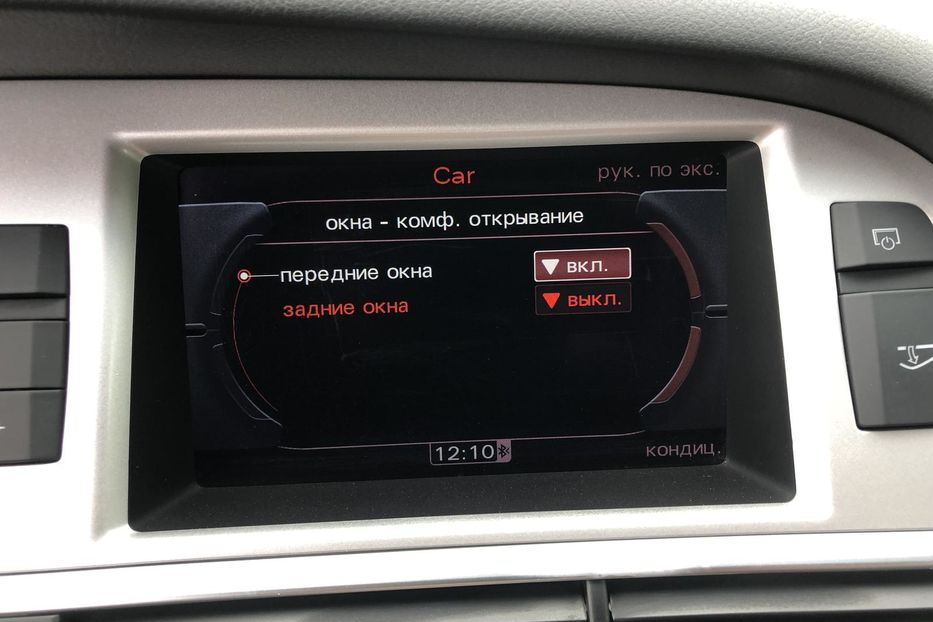 Car
рук. по экс.
окна - комф. открывание
передние окна
вкл.
задние окна
выкл.
12:10
кондиц.